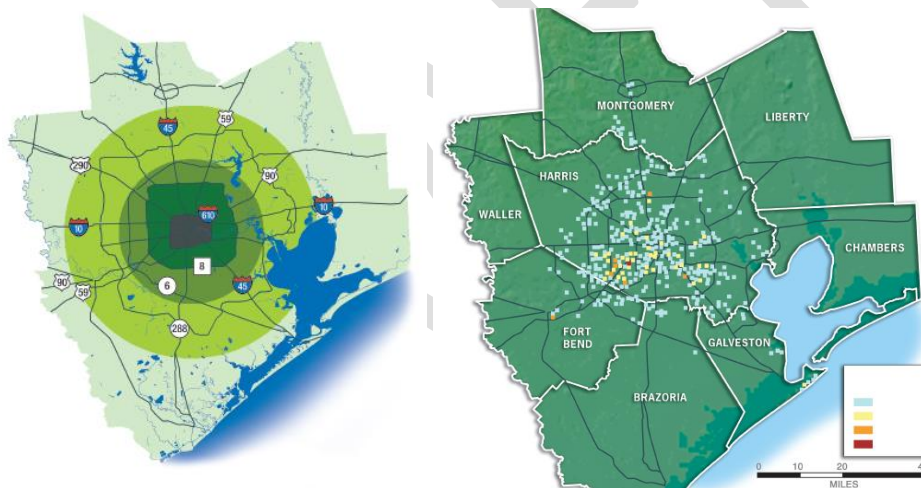 59
45
290
90
10
610
10
8
90
59
6
45
288
MONTGOMERY
LIBERTY
HARRIS
WALLER
CHAMBERS
FORT
BEND
GALVESTON
BRAZORIA
0 10 20
MILES